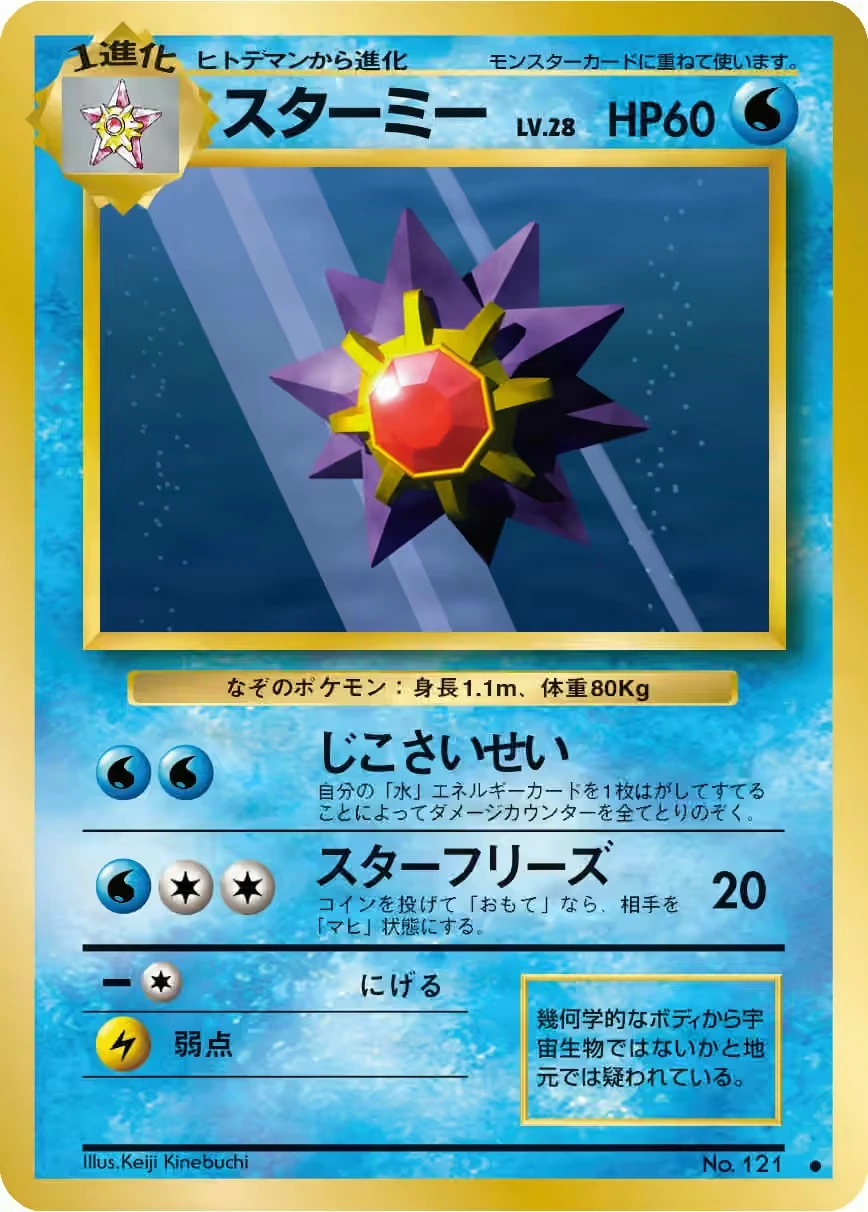 1進化
ヒトデマンから進化
モンスターカードに重ねて使います。
スターミー LV.28 HP60
なぞのポケモン：身長1.1m、体重80Kg
じこさいせい
自分の「水」エネルギーカードを1枚はがしてすてる
ことによってダメージカウンターを全てとりのぞく。
スターフリーズ 20
コインを投げて「おもて」なら、相手を
「マヒ」状態にする。
にげる
弱点
幾何学的なボディから宇
宙生物ではないかと地
元では疑われている。
Illus.Keiji Kinebuchi
No. 121